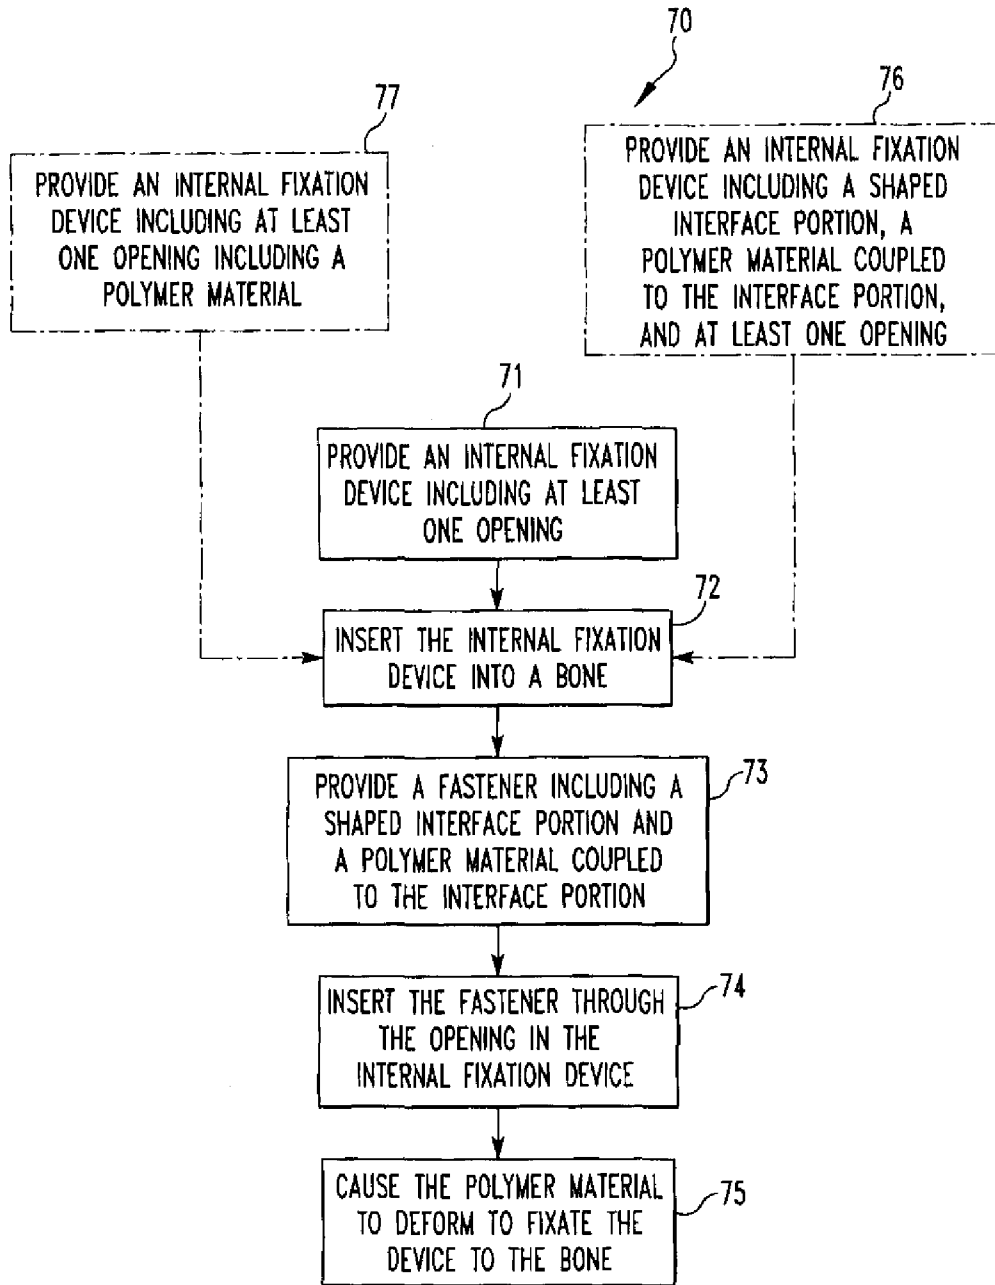 70
77
PROVIDE AN INTERNAL FIXATION
DEVICE INCLUDING AT LEAST
ONE OPENING INCLUDING A
POLYMER MATERIAL
76
PROVIDE AN INTERNAL FIXATION
DEVICE INCLUDING A SHAPED
INTERFACE PORTION, A
POLYMER MATERIAL COUPLED
TO THE INTERFACE PORTION,
AND AT LEAST ONE OPENING
71
PROVIDE AN INTERNAL FIXATION
DEVICE INCLUDING AT LEAST
ONE OPENING
72
INSERT THE INTERNAL FIXATION
DEVICE INTO A BONE
73
PROVIDE A FASTENER INCLUDING A
SHAPED INTERFACE PORTION AND
A POLYMER MATERIAL COUPLED
TO THE INTERFACE PORTION
74
INSERT THE FASTENER THROUGH
THE OPENING IN THE
INTERNAL FIXATION DEVICE
75
CAUSE THE POLYMER MATERIAL
TO DEFORM TO FIXATE THE
DEVICE TO THE BONE